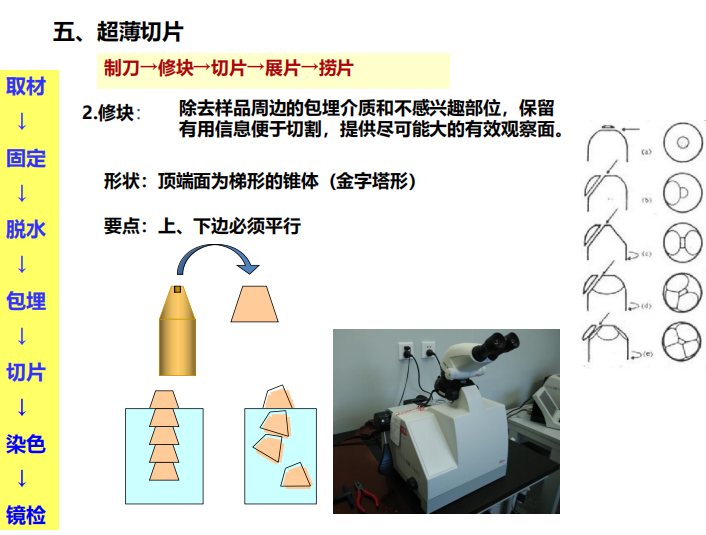 五、超薄切片
制刀→修块→切片→展片→捞片
取材
↓
固定
↓
脱水
↓
包埋
↓
切片
↓
染色
↓
镜检
2.修块：
除去样品周边的包埋介质和不感兴趣部位，保留
有用信息便于切割，提供尽可能大的有效观察面。
形状：顶端面为梯形的锥体（金字塔形）
要点：上、下边必须平行
(a)
(b)
(c)
(d)
(e)